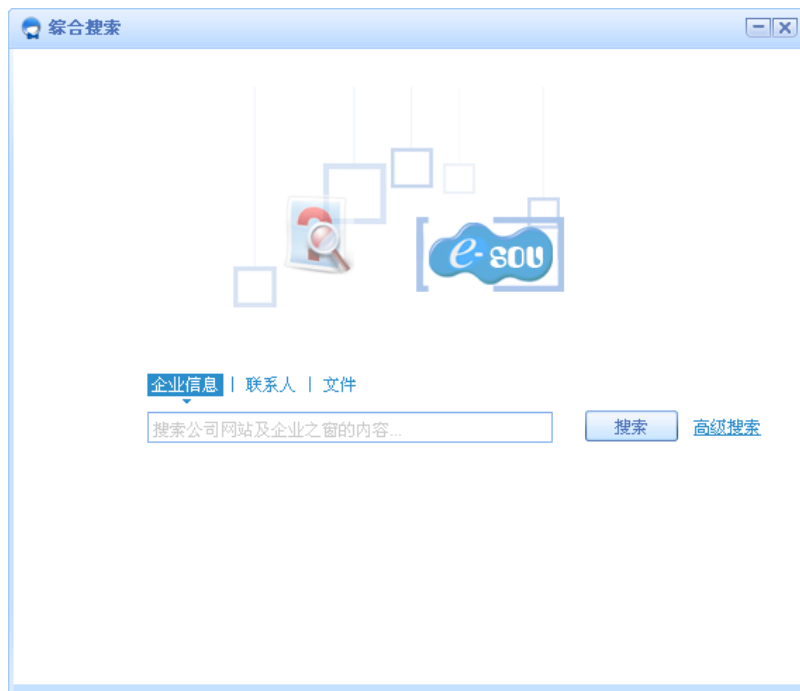 综合搜索
e-sou
企业信息 | 联系人 | 文件
搜索公司网站及企业之窗的内容...
搜索
高级搜索